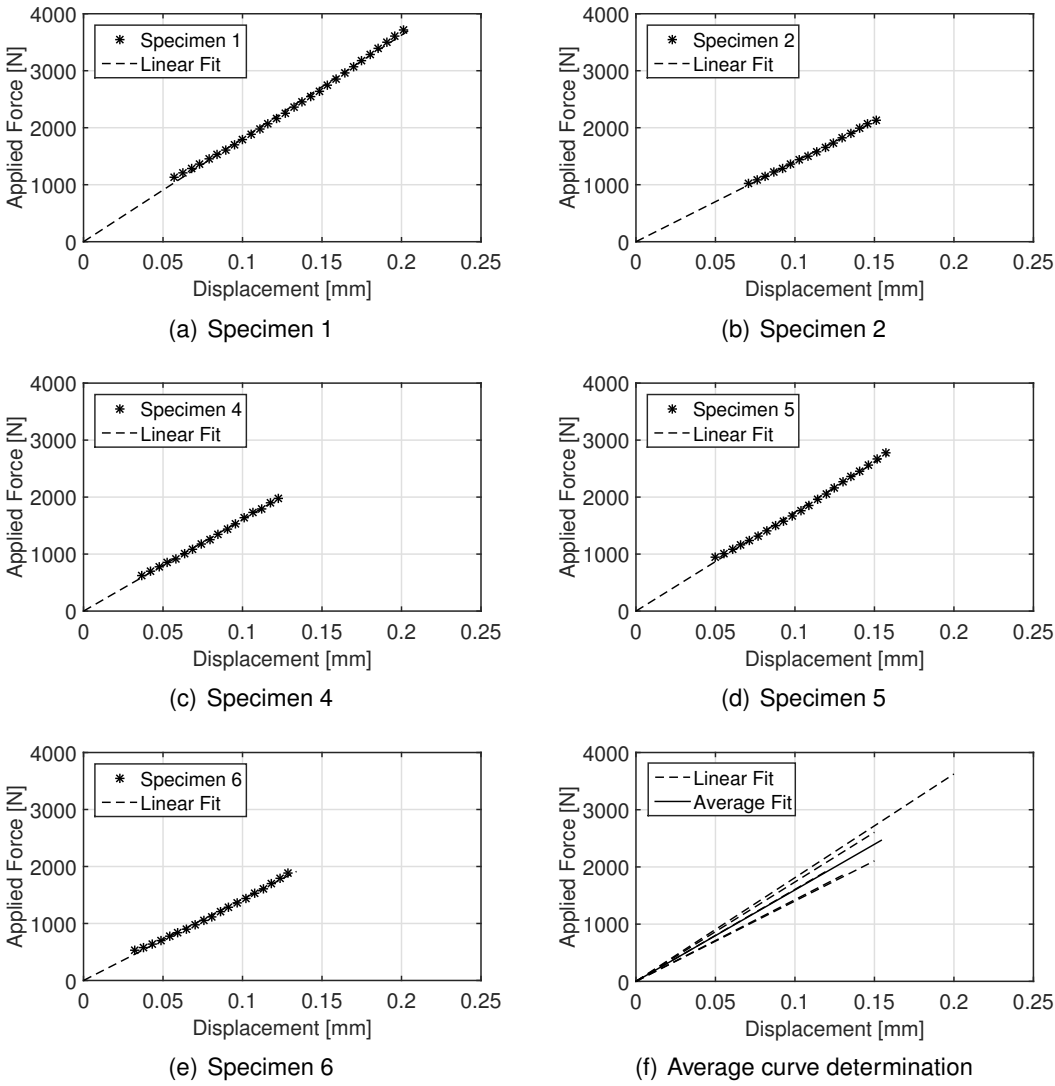 4000
3000
2000
1000
0
Applied Force [N]
Specimen 1
Linear Fit
0 0.05 0.1 0.15 0.2 0.25
Displacement [mm]
(a) Specimen 1
4000
3000
2000
1000
0
Applied Force [N]
Specimen 2
Linear Fit
0 0.05 0.1 0.15 0.2 0.25
Displacement [mm]
(b) Specimen 2
4000
3000
2000
1000
0
Applied Force [N]
Specimen 4
Linear Fit
0 0.05 0.1 0.15 0.2 0.25
Displacement [mm]
(c) Specimen 4
4000
3000
2000
1000
0
Applied Force [N]
Specimen 5
Linear Fit
0 0.05 0.1 0.15 0.2 0.25
Displacement [mm]
(d) Specimen 5
4000
3000
2000
1000
0
Applied Force [N]
Specimen 6
Linear Fit
0 0.05 0.1 0.15 0.2 0.25
Displacement [mm]
(e) Specimen 6
4000
3000
2000
1000
0
Applied Force [N]
Linear Fit
Average Fit
0 0.05 0.1 0.15 0.2 0.25
Displacement [mm]
(f) Average curve determination